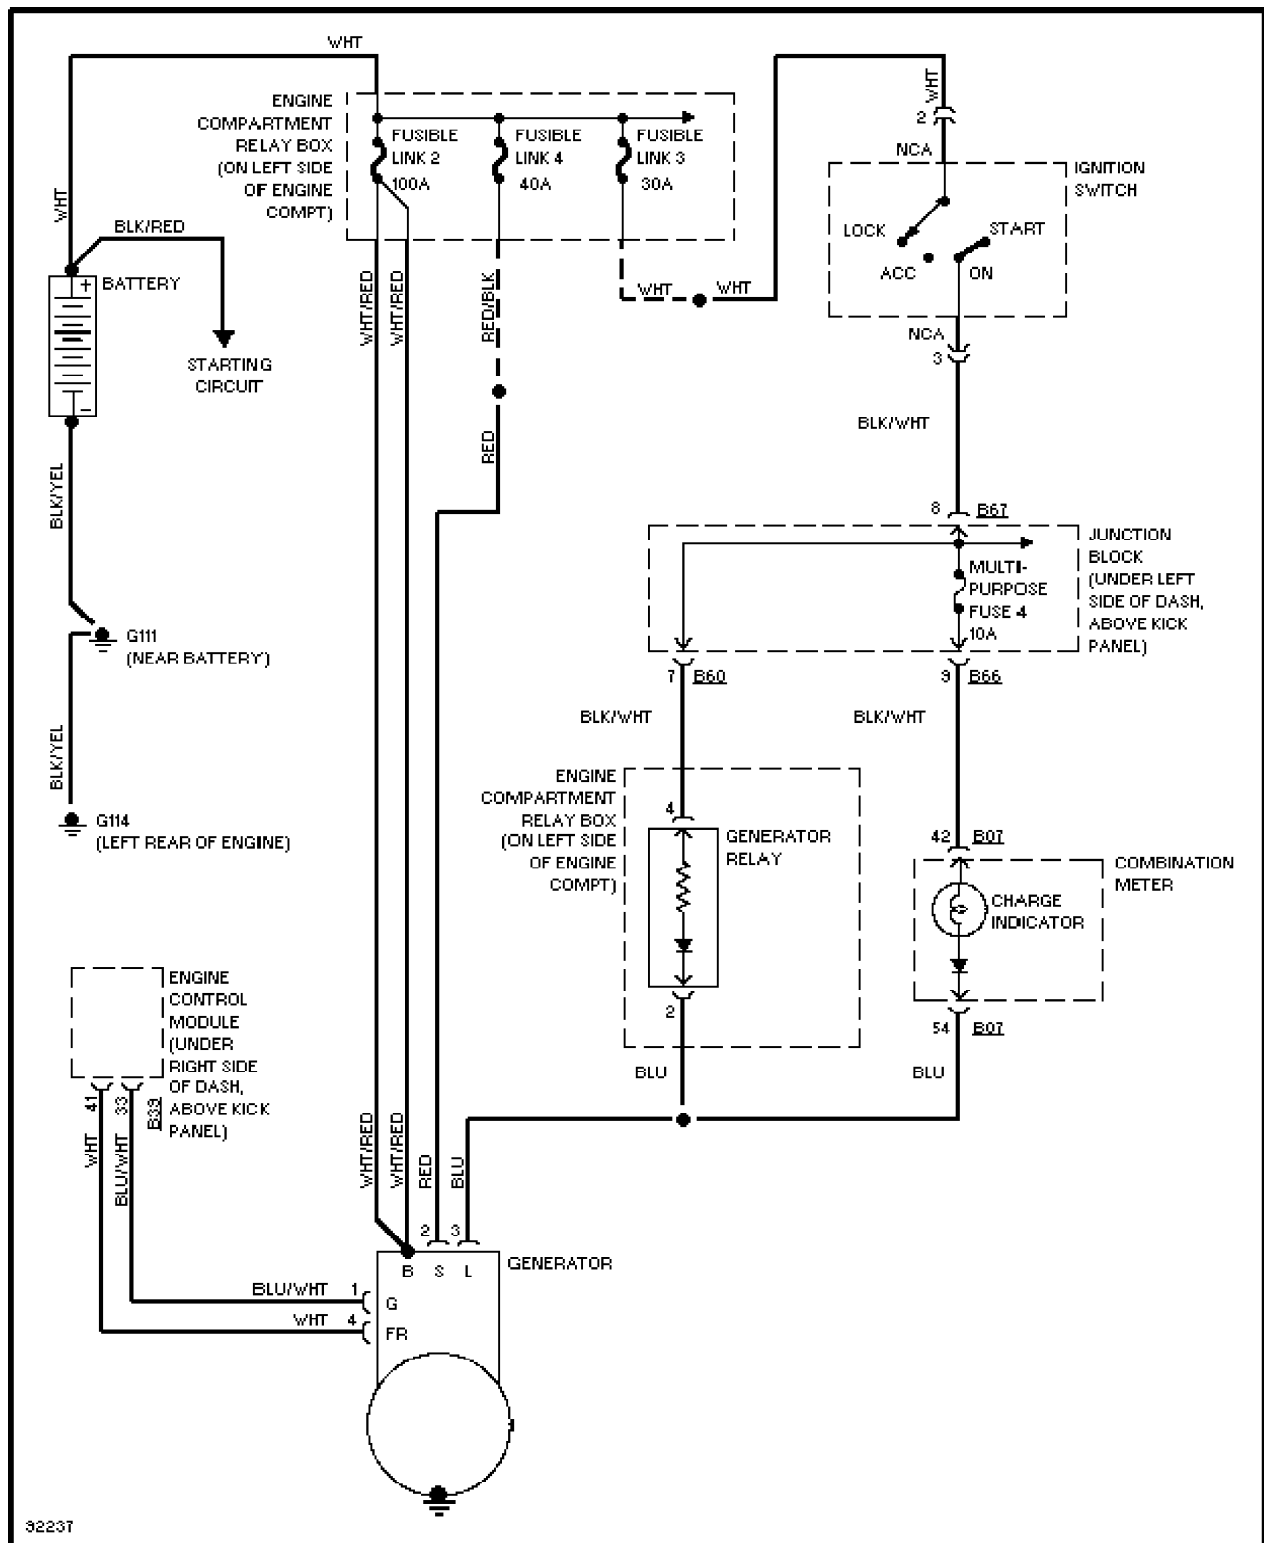 WHT
ENGINE
COMPARTMENT
RELAY BOX
(ON LEFT SIDE
OF ENGINE
COMPT)
FUSIBLE
LINK 2
100A
FUSIBLE
LINK 4
40A
FUSIBLE
LINK 3
30A
WHT
2
NCA
IGNITION
SWITCH
LOCK
START
ACC
ON
NCA
3
WHT
BLK/RED
+
BATTERY
-
STARTING
CIRCUIT
WHT/RED
WHT/RED
RED/BLK
WHT
WHT
RED
BLK/WHT
BLK/YEL
8 B67
JUNCTION
BLOCK
(UNDER LEFT
SIDE OF DASH,
ABOVE KICK
PANEL)
MULTI-
PURPOSE
FUSE 4
10A
G111
(NEAR BATTERY)
7 B60
9 B66
BLK/WHT
BLK/WHT
BLK/YEL
G114
(LEFT REAR OF ENGINE)
ENGINE
COMPARTMENT
RELAY BOX
(ON LEFT SIDE
OF ENGINE
COMPT)
4
GENERATOR
RELAY
2
42 B07
COMBINATION
METER
CHARGE
INDICATOR
54 B07
BLU
BLU
ENGINE
CONTROL
MODULE
(UNDER
RIGHT SIDE
OF DASH,
ABOVE KICK
PANEL)
41
33
B39
WHT
BLU/WHT
WHT/RED
WHT/RED
RED
BLU
2
3
B S L
GENERATOR
BLU/WHT 1
G
WHT 4
FR
92237